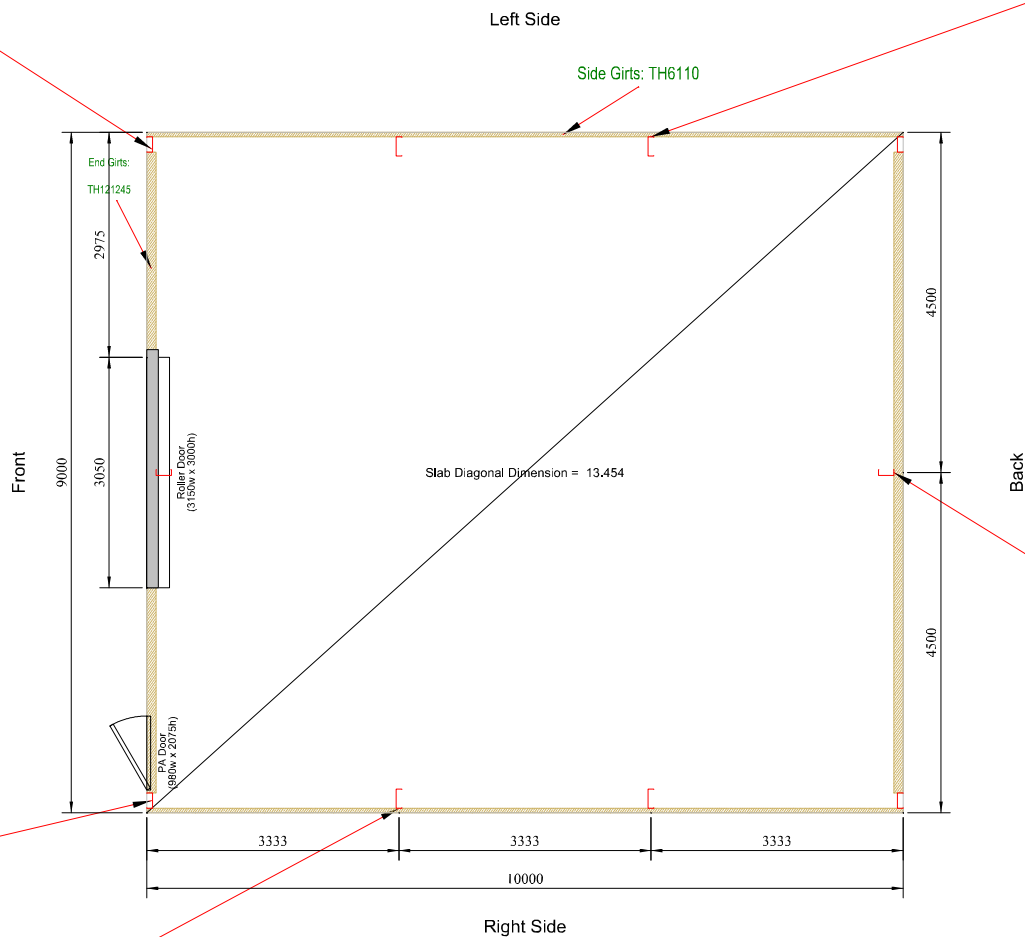 Left Side
Side Girts: TH6110
End Girts:
TH121245
2975
4500
Front
9000
3050
Roller Door
(3150w x 3000h)
Slab Diagonal Dimension = 13.454
Back
4500
PA Door
(980w x 2075h)
3333
3333
3333
10000
Right Side